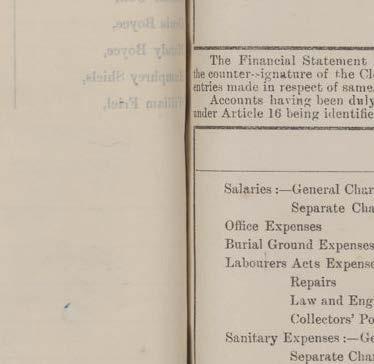 The Financial Statement
the counter-signature of the Cl
entries made in respect of same
Accounts having been duly
under Article 16 being identifie
Salaries :—General Char
Separate Cha
Office Expenses
Burial Ground Expenses
Labourers Acts Expense
Repairs
Law and Eng
Collectors' Po
Sanitary Expenses :—Ge
Separate Char